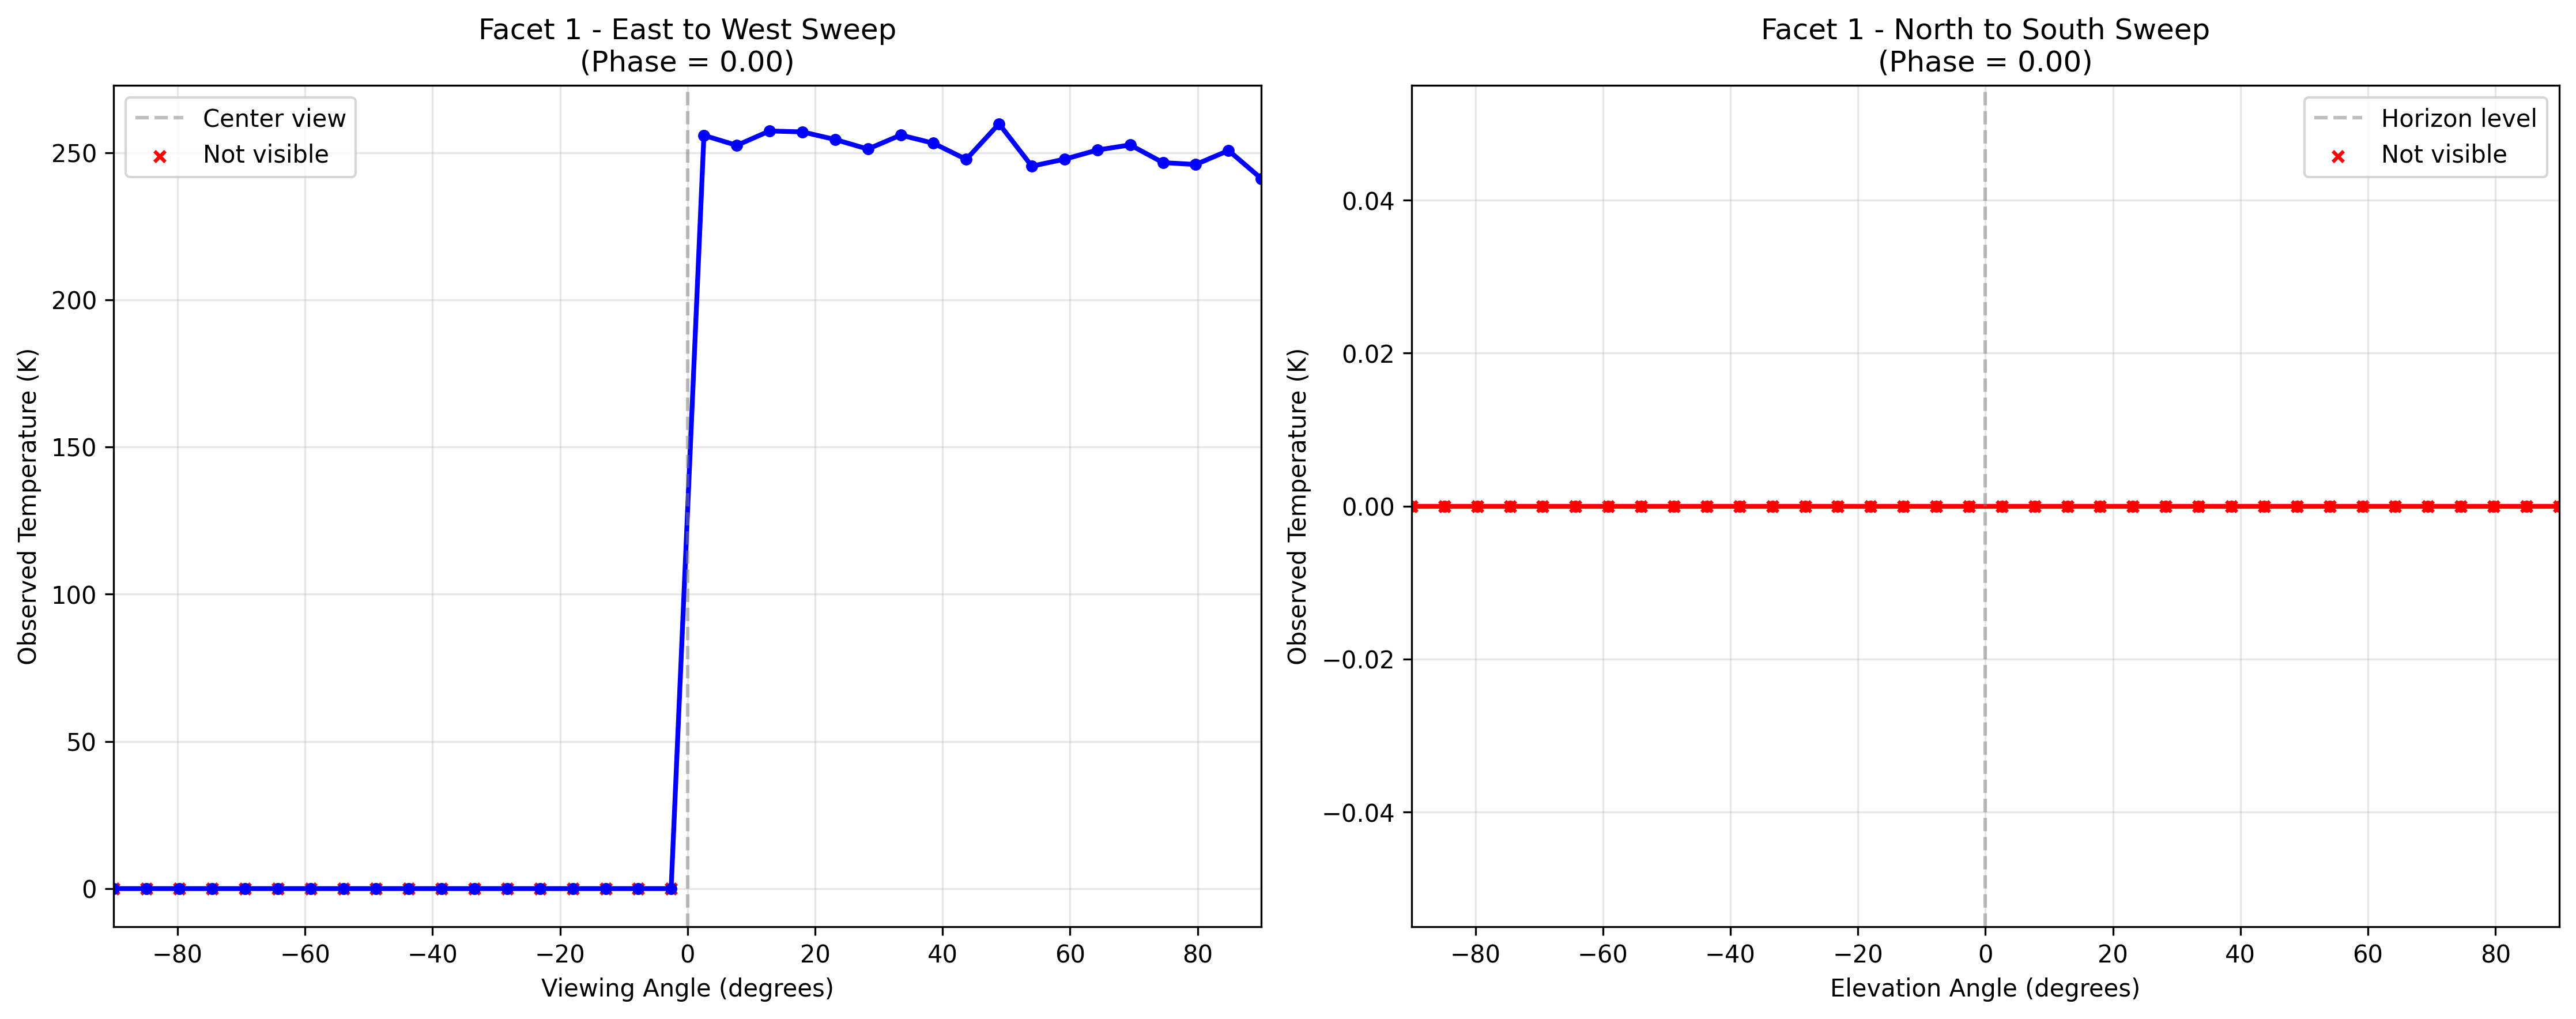 Facet 1 - East to West Sweep
(Phase = 0.00)
Center view
Not visible
250
200
150
100
50
0
Observed Temperature (K)
−80
−60
−40
−20
0
20
40
60
80
Viewing Angle (degrees)
Facet 1 - North to South Sweep
(Phase = 0.00)
Horizon level
Not visible
0.04
0.02
0.00
−0.02
−0.04
Observed Temperature (K)
−80
−60
−40
−20
0
20
40
60
80
Elevation Angle (degrees)